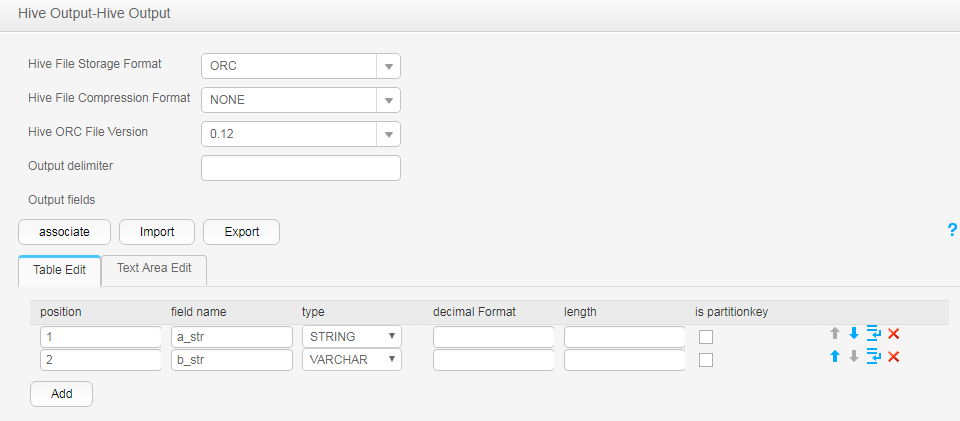 Hive Output-Hive Output
Hive File Storage Format ORC
Hive File Compression Format NONE
Hive ORC File Version 0.12
Output delimiter
Output fields
associate Import Export
?
Table Edit Text Area Edit
position field name type decimal Format length is partitionkey
1 a_str STRING
2 b_str VARCHAR
Add